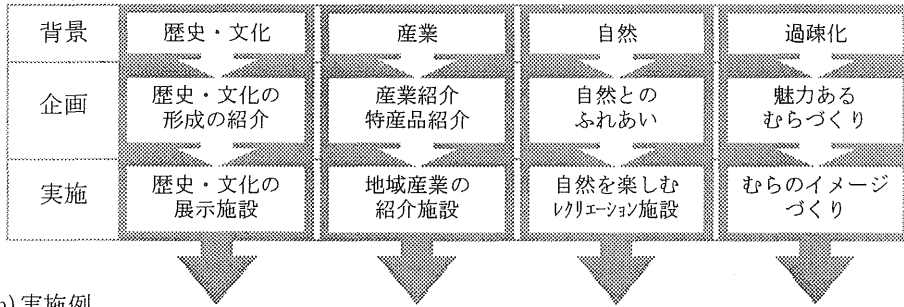 背景 歴史・文化 産業 自然 過疎化
企画 歴史・文化の 産業紹介 自然との 魅力ある
形成の紹介 特産品紹介 ふれあい むらづくり
実施 歴史・文化の 地域産業の 自然を楽しむ むらのイメージ
展示施設 紹介施設 レクリエーション施設 づくり
実施例